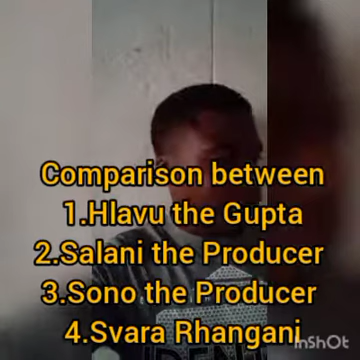 Comparison between
1.Hlavu the Gupta
2.Salani the Producer
3.Sono the Producer
4.Svara Rhangani
InShOt